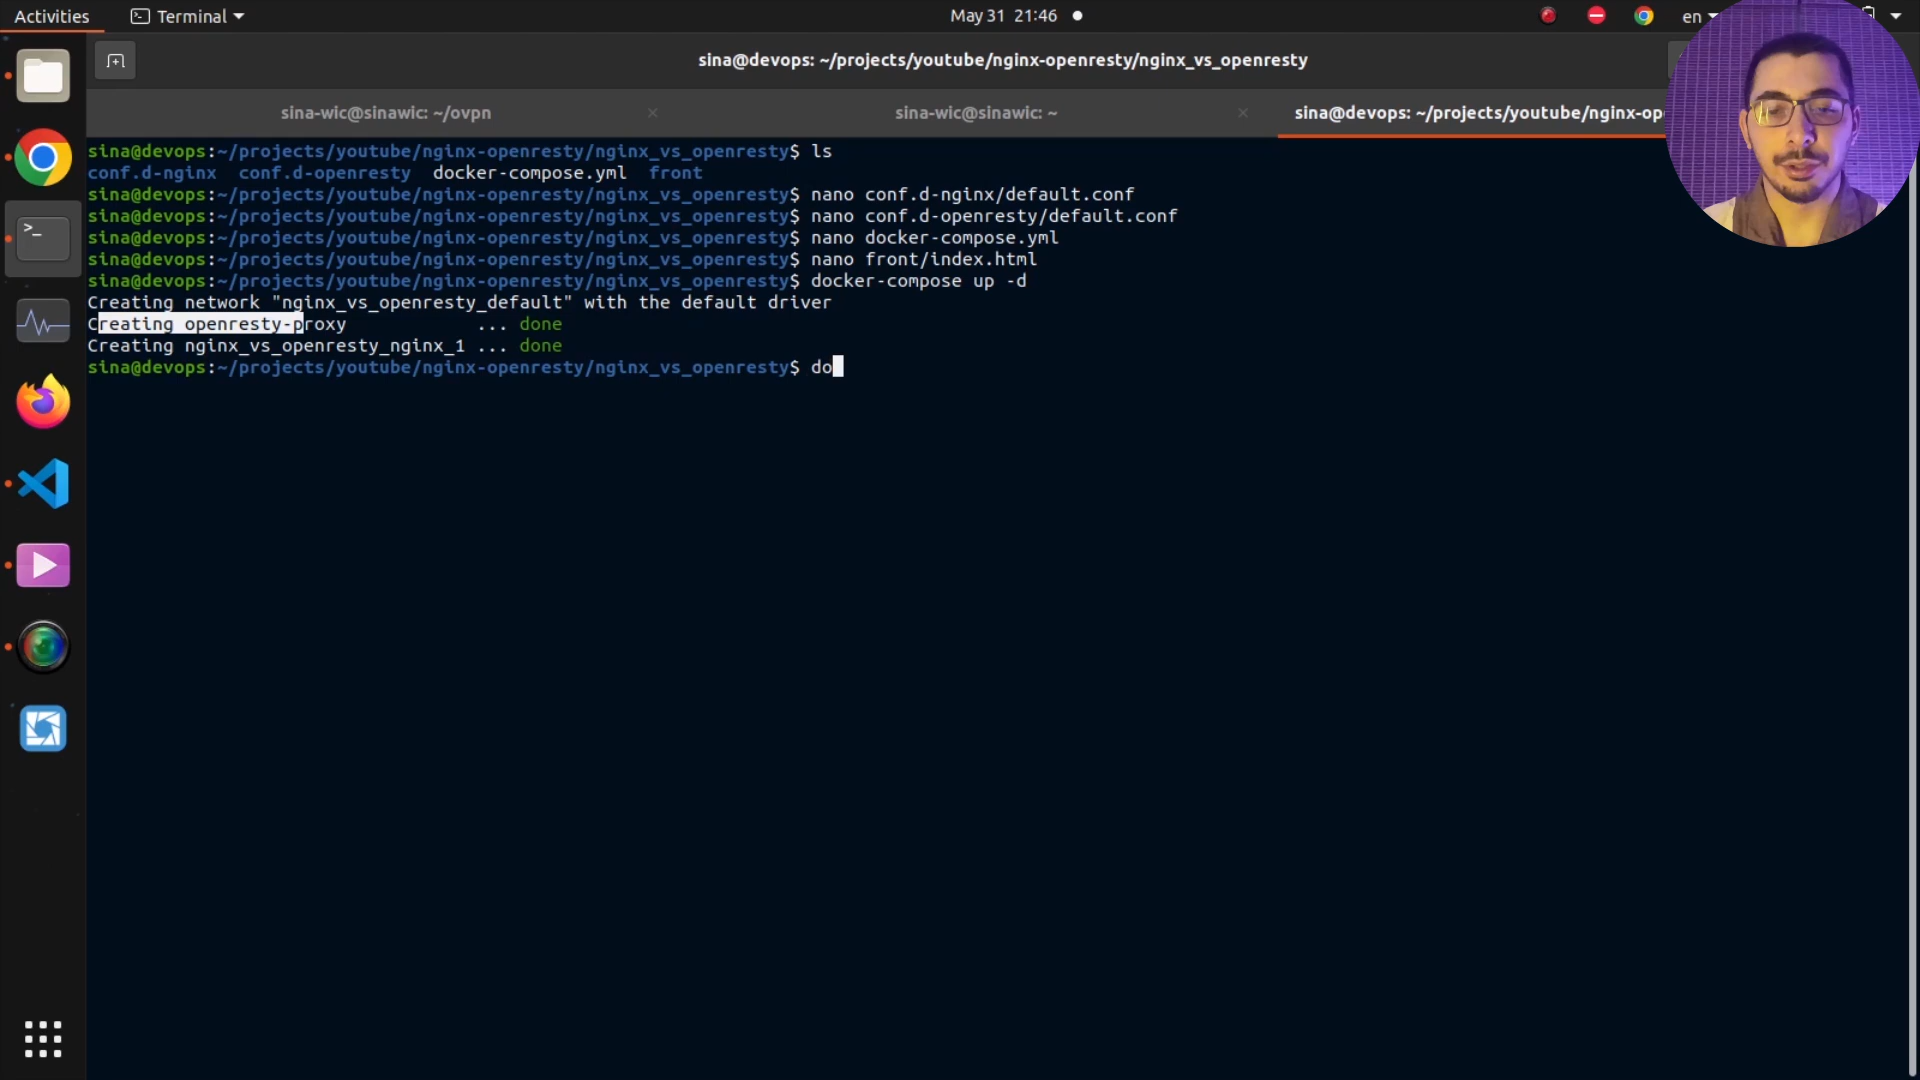 Activities
Terminal
May 31 21:46
en
sina@devops: ~/projects/youtube/nginx-openresty/nginx_vs_openresty
sina-wic@sinawic: ~/ovpn
sina-wic@sinawic: ~
sina@devops: ~/projects/youtube/nginx-op
sina@devops:~/projects/youtube/nginx-openresty/nginx_vs_openresty$ ls
conf.d-nginx conf.d-openresty docker-compose.yml front
sina@devops:~/projects/youtube/nginx-openresty/nginx_vs_openresty$ nano conf.d-nginx/default.conf
sina@devops:~/projects/youtube/nginx-openresty/nginx_vs_openresty$ nano conf.d-openresty/default.conf
sina@devops:~/projects/youtube/nginx-openresty/nginx_vs_openresty$ nano docker-compose.yml
sina@devops:~/projects/youtube/nginx-openresty/nginx_vs_openresty$ nano front/index.html
sina@devops:~/projects/youtube/nginx-openresty/nginx_vs_openresty$ docker-compose up -d
Creating network "nginx_vs_openresty_default" with the default driver
Creating openresty-proxy ... done
Creating nginx_vs_openresty_nginx_1 ... done
sina@devops:~/projects/youtube/nginx-openresty/nginx_vs_openresty$ do